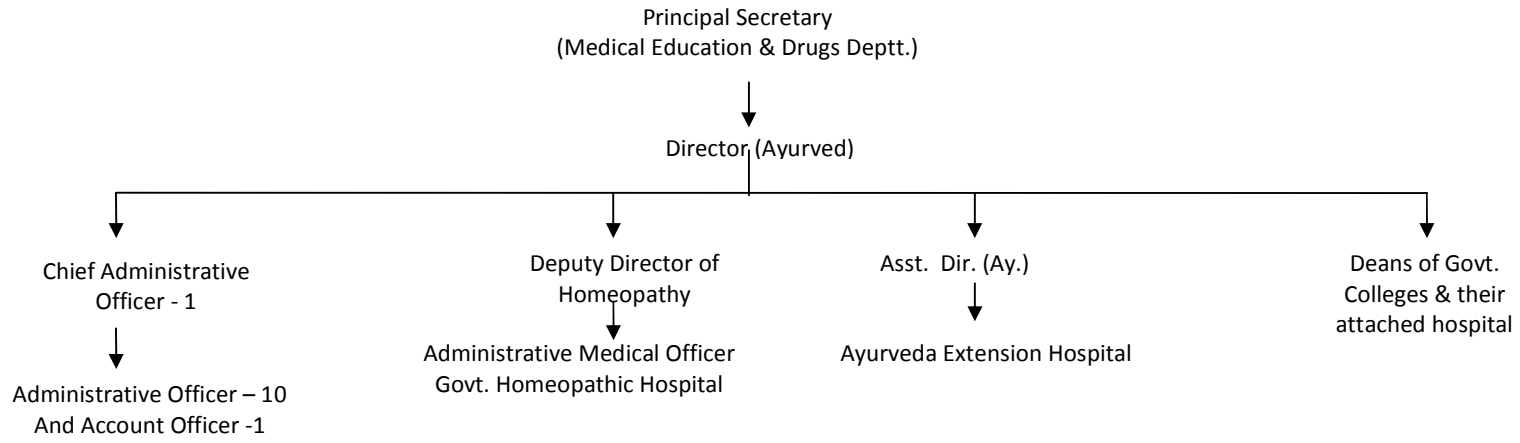 Principal Secretary
(Medical Education & Drugs Deptt.)
Director (Ayurved)
Chief Administrative
Officer - 1
Administrative Officer – 10
And Account Officer -1
Deputy Director of
Homeopathy
Administrative Medical Officer
Govt. Homeopathic Hospital
Asst. Dir. (Ay.)
Ayurveda Extension Hospital
Deans of Govt.
Colleges & their
attached hospital